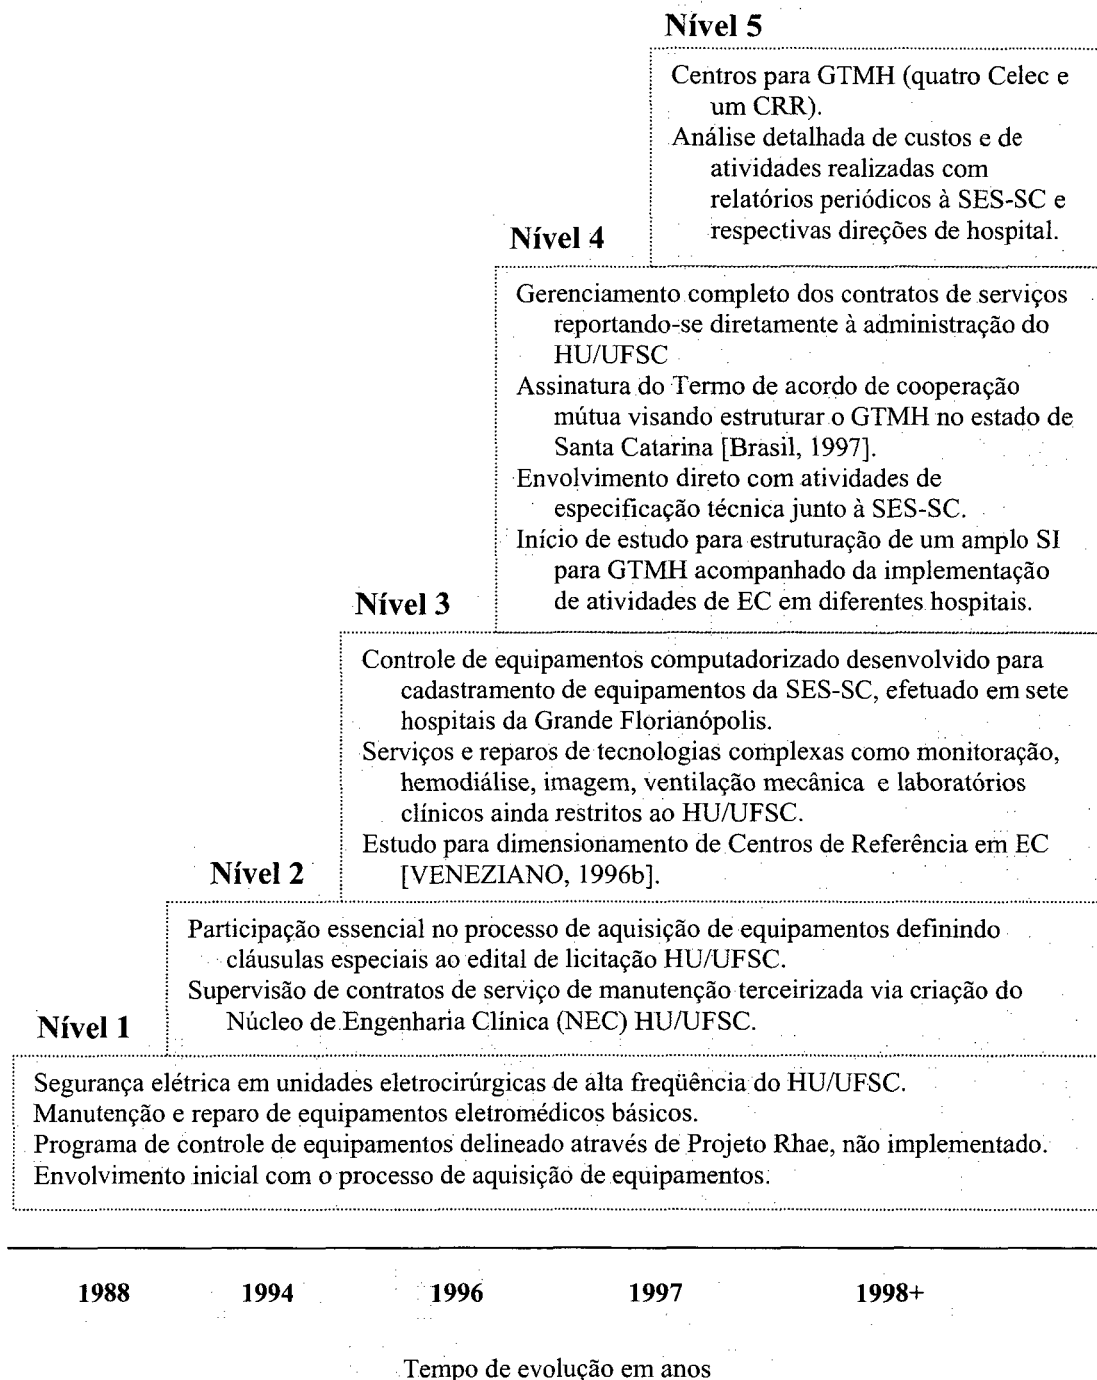 Nível 5
Centros para GTMH (quatro Celec e
um CRR).
Análise detalhada de custos e de
atividades realizadas com
relatórios periódicos à SES-SC e
respectivas direções de hospital.
Nível 4
Gerenciamento completo dos contratos de serviços
reportando-se diretamente à administração do
HU/UFSC
Assinatura do Termo de acordo de cooperação
mútua visando estruturar o GTMH no estado de
Santa Catarina [Brasil, 1997].
Envolvimento direto com atividades de
especificação técnica junto à SES-SC.
Início de estudo para estruturação de um amplo SI
para GTMH acompanhado da implementação
de atividades de EC em diferentes hospitais.
Nível 3
Controle de equipamentos computadorizado desenvolvido para
cadastramento de equipamentos da SES-SC, efetuado em sete
hospitais da Grande Florianópolis.
Serviços e reparos de tecnologias complexas como monitoração,
hemodiálise, imagem, ventilação mecânica e laboratórios
clínicos ainda restritos ao HU/UFSC.
Estudo para dimensionamento de Centros de Referência em EC
[VENEZIANO, 1996b].
Nível 2
Participação essencial no processo de aquisição de equipamentos definindo
cláusulas especiais ao edital de licitação HU/UFSC.
Supervisão de contratos de serviço de manutenção terceirizada via criação do
Núcleo de Engenharia Clínica (NEC) HU/UFSC.
Nível 1
Segurança elétrica em unidades eletrocirúrgicas de alta freqüência do HU/UFSC.
Manutenção e reparo de equipamentos eletromédicos básicos.
Programa de controle de equipamentos delineado através de Projeto Rhae, não implementado.
Envolvimento inicial com o processo de aquisição de equipamentos.
1988 1994 1996 1997 1998+
Tempo de evolução em anos